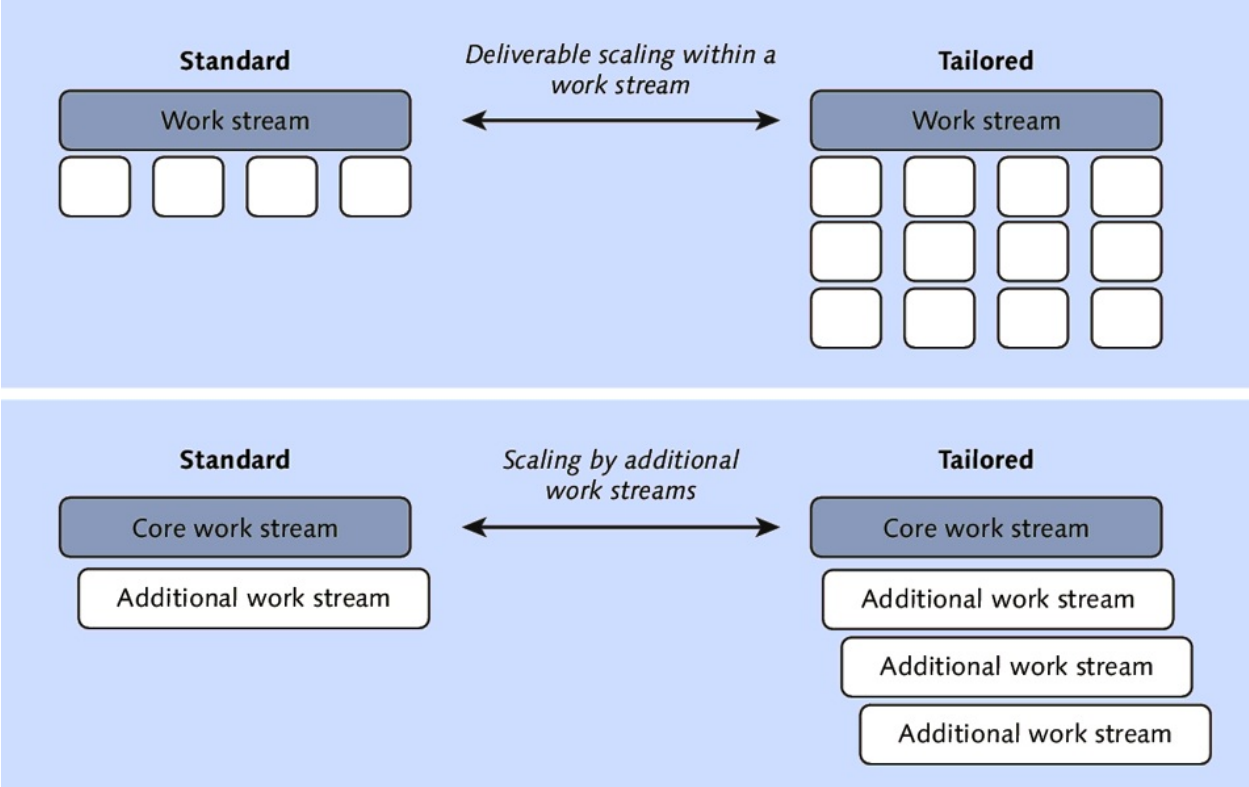 Standard
Deliverable scaling within a
work stream
Tailored
Work stream
Work stream
Standard
Scaling by additional
work streams
Tailored
Core work stream
Core work stream
Additional work stream
Additional work stream
Additional work stream
Additional work stream